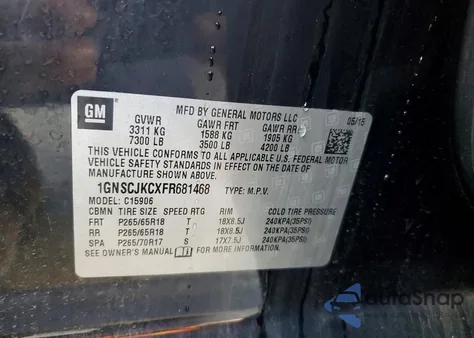 GM
MFD BY GENERAL MOTORS LLC
05/15
GVWR GAWR FRT GAWR RR
3311 KG 1588 KG 1905 KG
7300 LB 3500 LB 4200 LB
THIS VEHICLE CONFORMS TO ALL APPLICABLE U.S. FEDERAL MOTOR
VEHICLE SAFETY STANDARDS IN EFFECT ON THE DATE OF
MANUFACTURE SHOWN ABOVE.
1GNSCJKCXFR681468 TYPE: M.P.V.
MODEL: C15906
CBMN TIRE SIZE SPEED RTG RIM COLD TIRE PRESSURE
FRT P265/65R18 T 18X8.5J 240KPA(35PSI)
RR P265/65R18 T 18X8.5J 240KPA(35PSI)
SPA P265/70R17 S 17X7.5J 240KPA(35PSI)
SEE OWNER'S MANUAL
AutoSnap